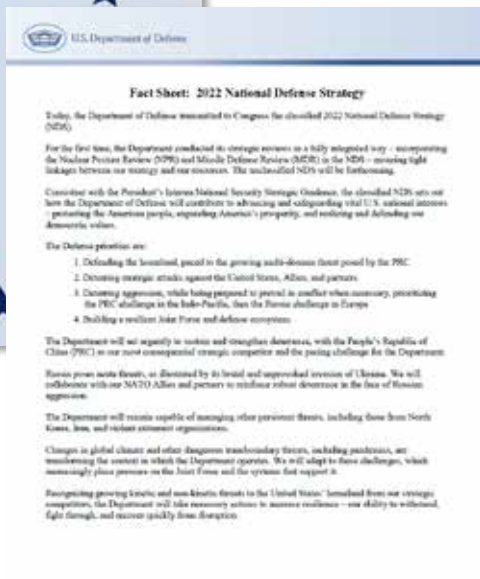 U.S. Department of Defense
Fact Sheet: 2022 National Defense Strategy
Today, the Department of Defense transmitted to Congress the classified 2022 National Defense Strategy
(NDS).
For the first time, the Department conducted its strategic reviews in a fully integrated way – incorporating
the Nuclear Posture Review (NPR) and Missile Defense Review (MDR) in the NDS – ensuring tight
linkages between our strategy and our resources. The unclassified NDS will be forthcoming.
Consistent with the President's Interim National Security Strategic Guidance, the classified NDS sets out
how the Department of Defense will contribute to advancing and safeguarding vital U.S. national interests
– protecting the American people, expanding America's prosperity, and realizing and defending our
democratic values.
The Defense priorities are:
1. Defending the homeland, paced to the growing multi-domain threat posed by the PRC
2. Deterring strategic attacks against the United States, Allies, and partners
3. Deterring aggression, while being prepared to prevail in conflict when necessary, prioritizing
the PRC challenge in the Indo-Pacific, then the Russia challenge in Europe
4. Building a resilient Joint Force and defense ecosystem.
The Department will act urgently to sustain and strengthen deterrence, with the People's Republic of
China (PRC) as our most consequential strategic competitor and the pacing challenge for the Department.
Russia poses acute threats, as illustrated by its brutal and unprovoked invasion of Ukraine. We will
collaborate with our NATO Allies and partners to reinforce robust deterrence in the face of Russian
aggression.
The Department will remain capable of managing other persistent threats, including those from North
Korea, Iran, and violent extremist organizations.
Changes in global climate and other dangerous transboundary threats, including pandemics, are
transforming the context in which the Department operates. We will adapt to these challenges, which
increasingly place pressure on the Joint Force and the systems that support it.
Recognizing growing kinetic and non-kinetic threats to the United States' homeland from our strategic
competitors, the Department will take necessary actions to increase resilience – our ability to withstand,
fight through, and recover quickly from disruption.